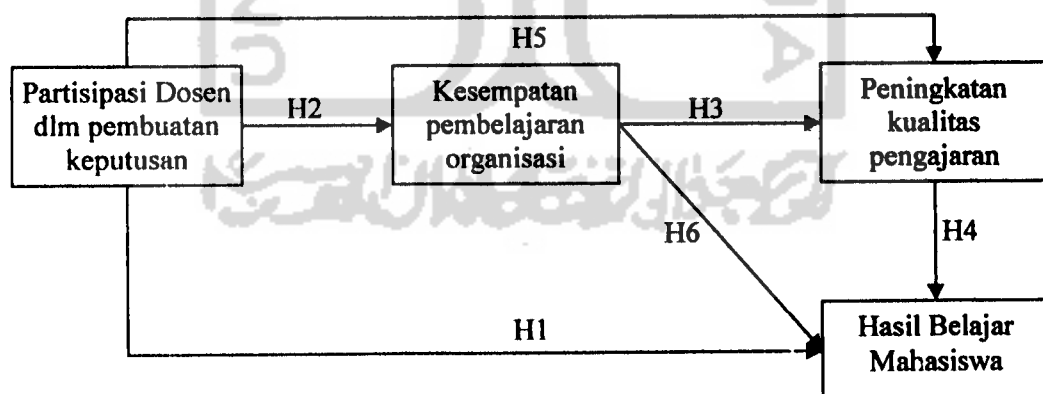 H5
Partisipasi Dosen
dlm pembuatan
keputusan
H2
Kesempatan
pembelajaran
organisasi
H3
Peningkatan
kualitas
pengajaran
H6
H4
H1
Hasil Belajar
Mahasiswa